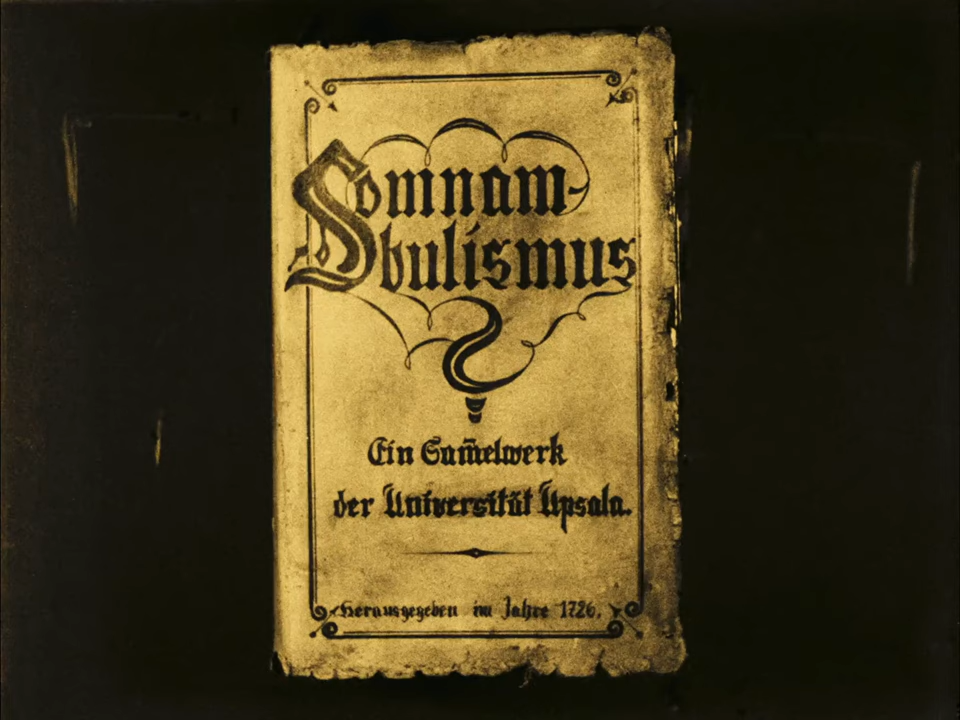 Somnam-
bulismus
Ein Sam̄elwerk
der Universität Upsala.
Herausgegeben im Jahre 1726.